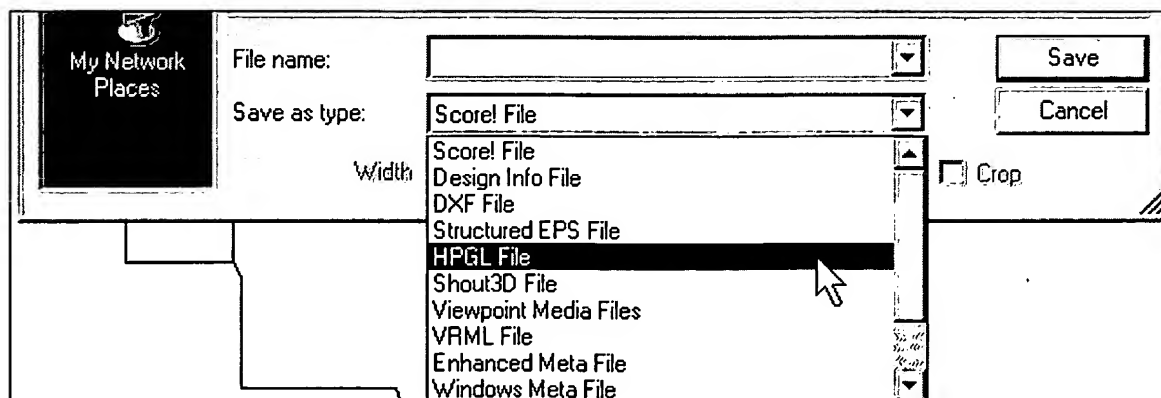 My Network
Places
File name:
Save
Save as type:
Score! File
Cancel
Width
Crop
Score! File
Design Info File
DXF File
Structured EPS File
HPGL File
Shout3D File
Viewpoint Media Files
VRML File
Enhanced Meta File
Windows Meta File